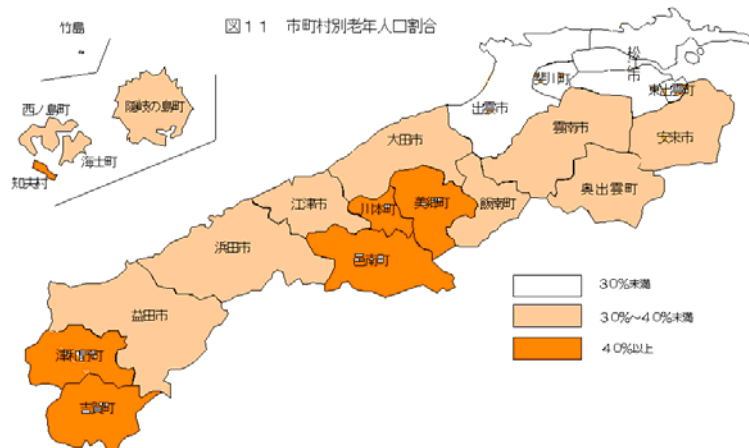 図11 市町村別老年人口割合
竹島
松江市
斐川町
東出雲町
隠岐の島町
西ノ島町
出雲市
雲南市
安来市
大田市
海士町
知夫村
奥出雲町
江津市
川本町
美郷町
飯南町
浜田市
邑南町
30%未満
益田市
30%~40%未満
40%以上
津和野町
吉賀町